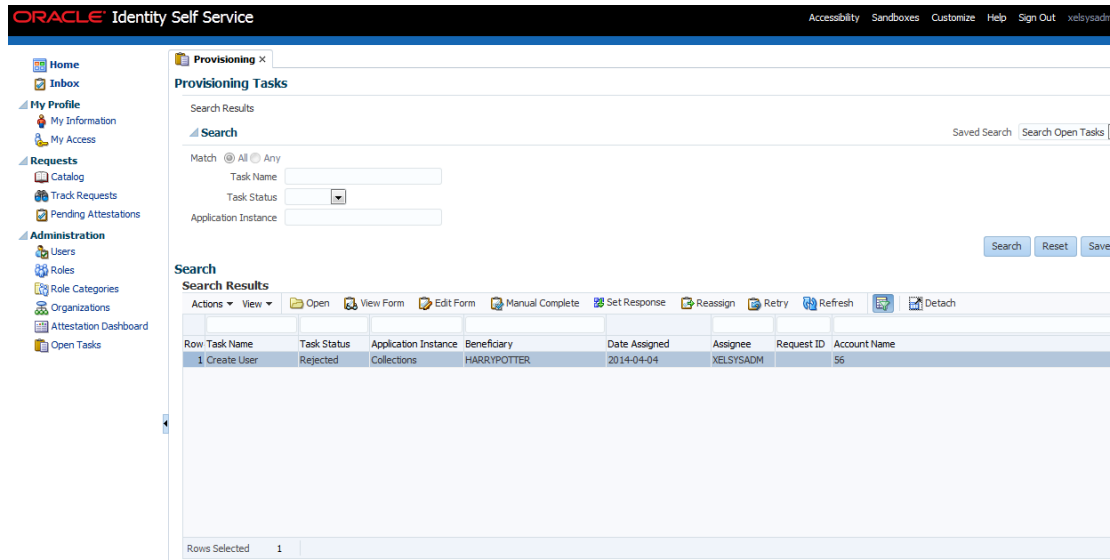 ORACLE Identity Self Service
Accessibility Sandboxes Customize Help Sign Out xelsysadm
Home
Inbox
My Profile
My Information
My Access
Requests
Catalog
Track Requests
Pending Attestations
Administration
Users
Roles
Role Categories
Organizations
Attestation Dashboard
Open Tasks
Provisioning ×
Provisioning Tasks
Search Results
Search
Saved Search Search Open Tasks
Match All Any
Task Name
Task Status
Application Instance
Search Reset Save
Search
Search Results
Actions View Open View Form Edit Form Manual Complete Set Response Reassign Retry Refresh Detach
Row Task Name Task Status Application Instance Beneficiary Date Assigned Assignee Request ID Account Name
1 Create User Rejected Collections HARRYPOTTER 2014-04-04 XELSYSADM 56
Rows Selected 1